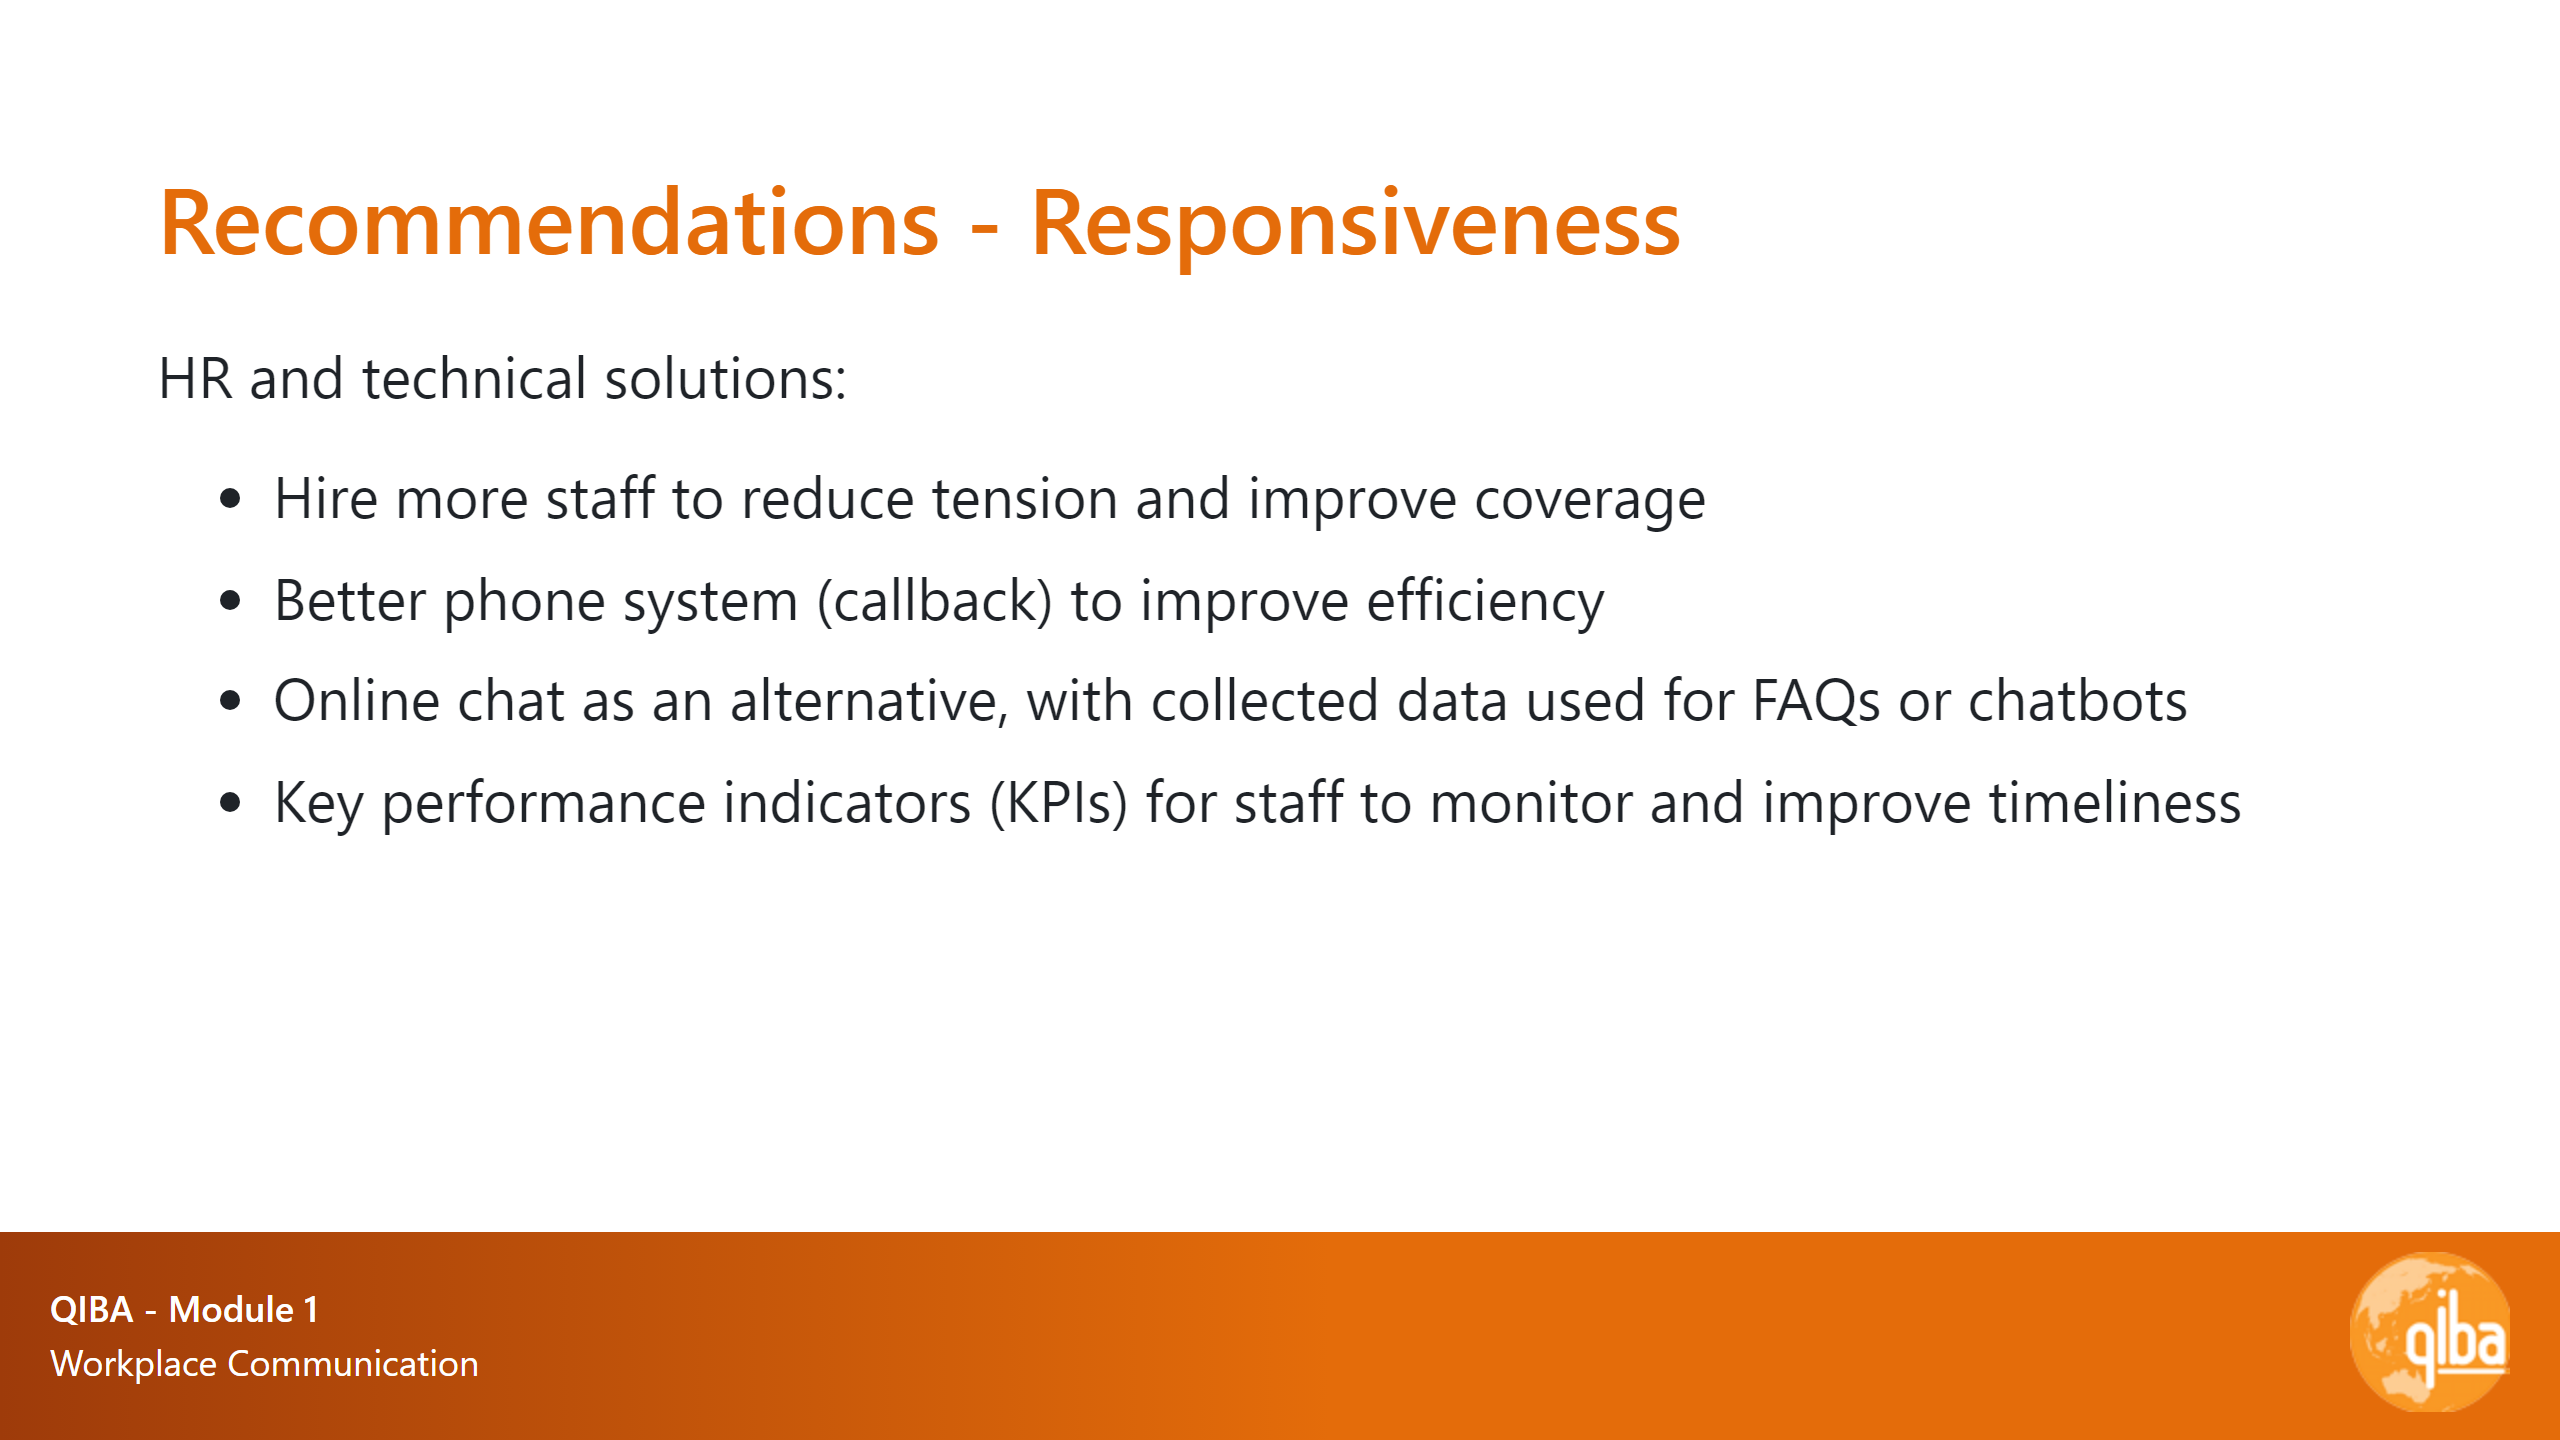 Recommendations - Responsiveness
HR and technical solutions:
• Hire more staff to reduce tension and improve coverage
• Better phone system (callback) to improve efficiency
• Online chat as an alternative, with collected data used for FAQs or chatbots
• Key performance indicators (KPIs) for staff to monitor and improve timeliness
QIBA - Module 1
Workplace Communication
qiba